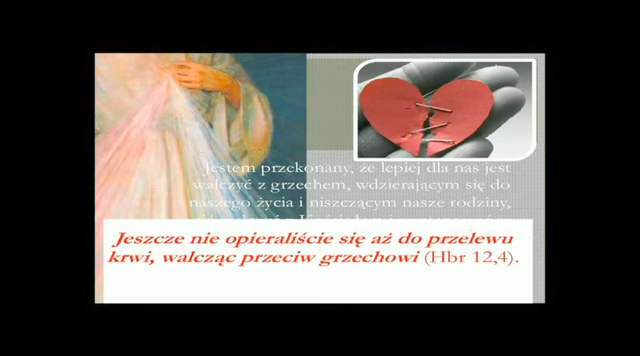 Jestem przekonany, że lepiej dla nas jest
walczyć z grzechem, wdzierającym się do
naszego życia i niszczącym nasze rodziny,
Jeszcze nie opieraliście się aż do przelewu
krwi, walcząc przeciw grzechowi (Hbr 12,4).